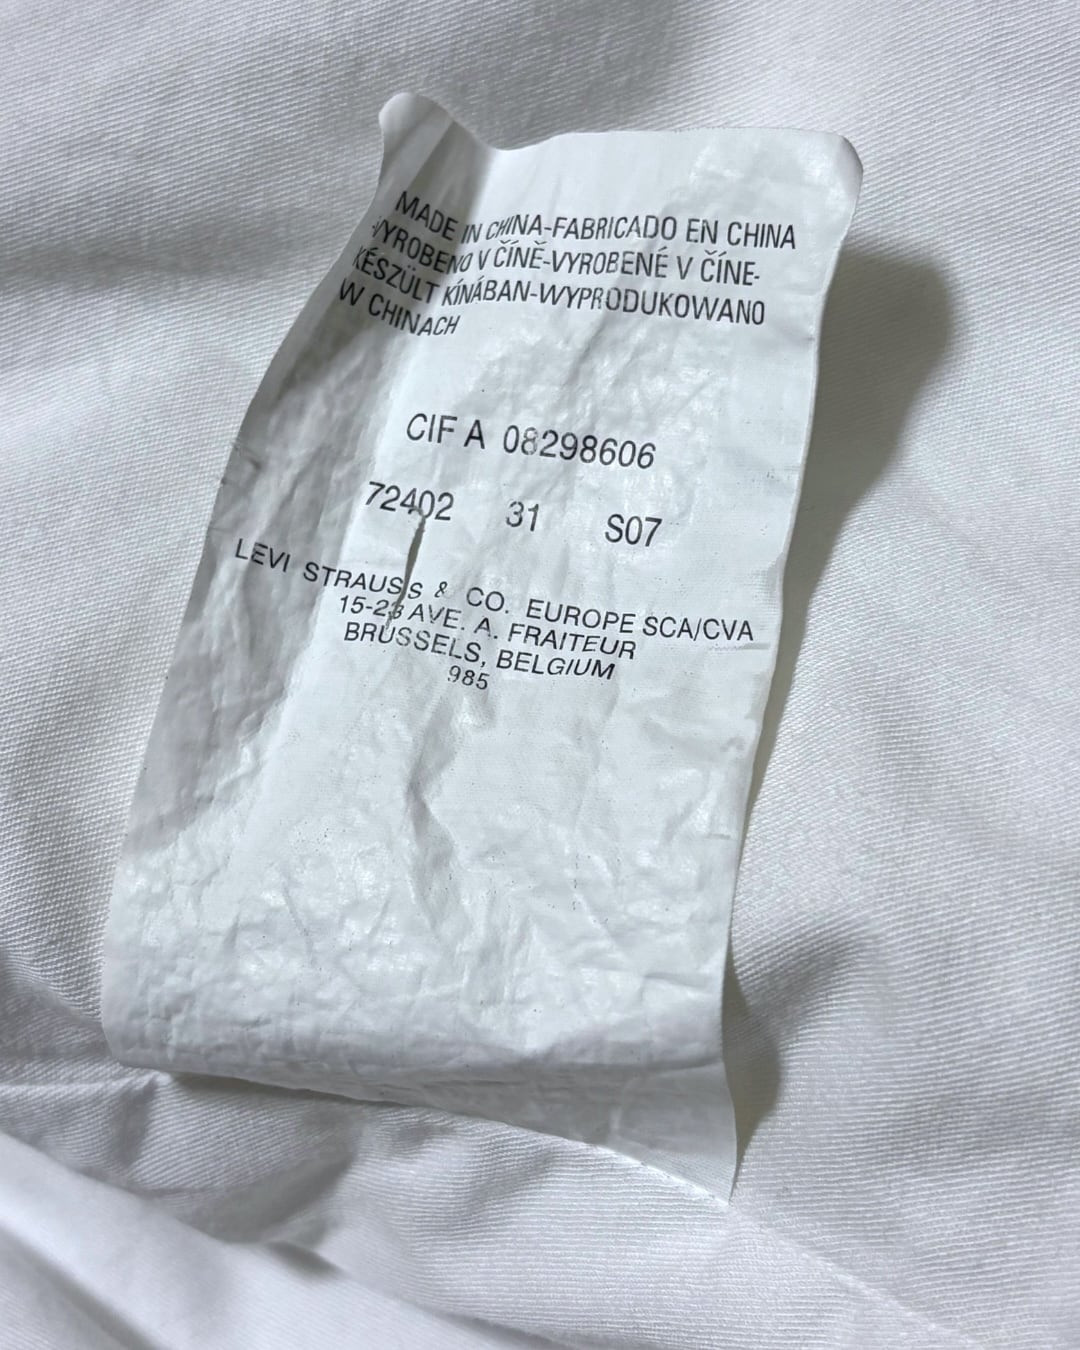 MADE IN CHINA-FABRICADO EN CHINA
-VYROBENO V ČÍNĚ-VYROBENÉ V ČÍNE-
KÉSZÜLT KÍNÁBAN-WYPRODUKOWANO
W CHINACH
CIF A 08298606
72402 31 S07
LEVI STRAUSS & CO. EUROPE SCA/CVA
15-23 AVE. A. FRAITEUR
BRUSSELS, BELGIUM
985